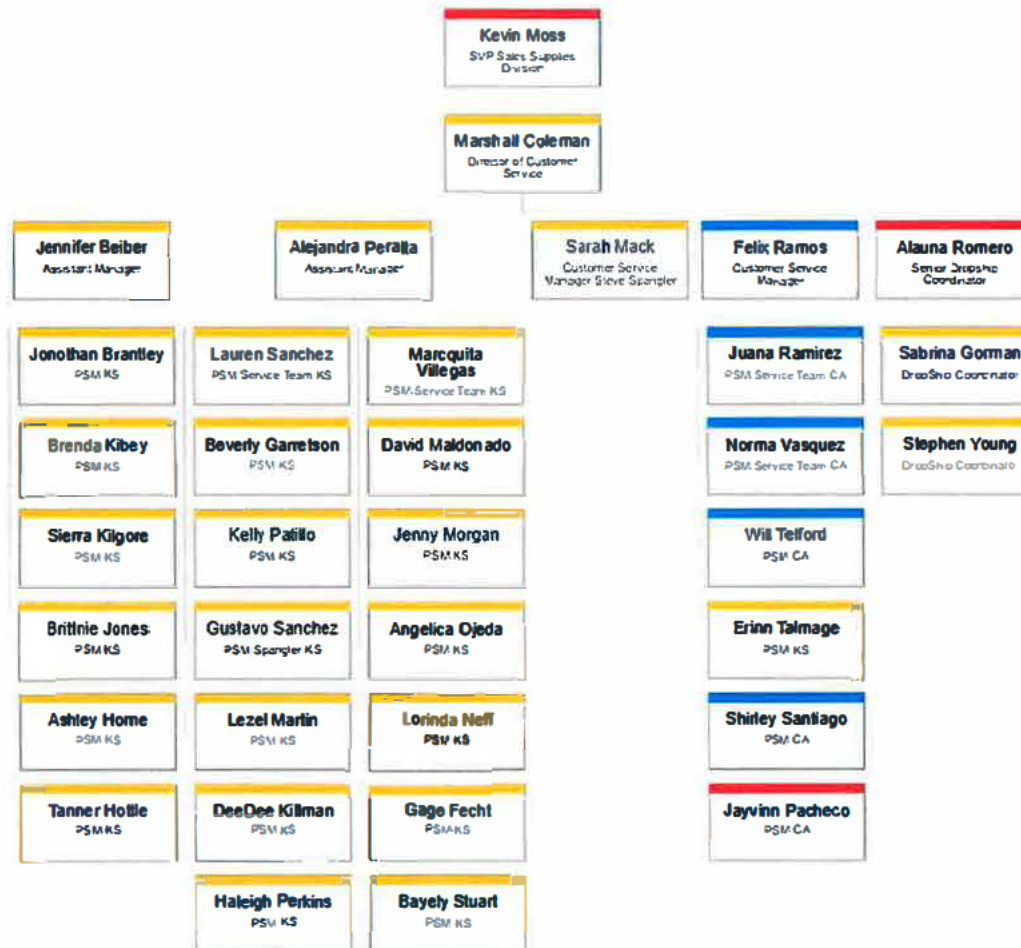 Kevin Moss
SVP Sales Supplies
Division
Marshall Coleman
Director of Customer
Service
Jennifer Beiber
Assistant Manager
Alejandra Peralta
Assistant Manager
Sarah Mack
Customer Service
Manager Steve Spangler
Felix Ramos
Customer Service
Manager
Alauna Romero
Senior Dropship
Coordinator
Jonothan Brantley
PSM KS
Lauren Sanchez
PSM Service Team KS
Marcquita
Villegas
PSM Service Team KS
Juana Ramirez
PSM Service Team CA
Sabrina Gorman
DropShip Coordinator
Brenda Kibey
PSM KS
Beverly Garretson
PSM KS
David Maldonado
PSM KS
Norma Vasquez
PSM Service Team CA
Stephen Young
DropShip Coordinato
Sierra Kilgore
PSM KS
Kelly Patillo
PSM KS
Jenny Morgan
PSM KS
Will Telford
PSM CA
Brittnie Jones
PSM KS
Gustavo Sanchez
PSM Spangler KS
Angelica Ojeda
PSM KS
Erinn Talmage
PSM KS
Ashley Horne
PSM KS
Lezel Martin
PSM KS
Lorinda Neff
PSM KS
Shirley Santiago
PSM CA
Tanner Hottle
PSM KS
DeeDee Killman
PSM KS
Gage Fecht
PSM KS
Jayvinn Pacheco
PSM CA
Haleigh Perkins
PSM KS
Bayely Stuart
PSM KS